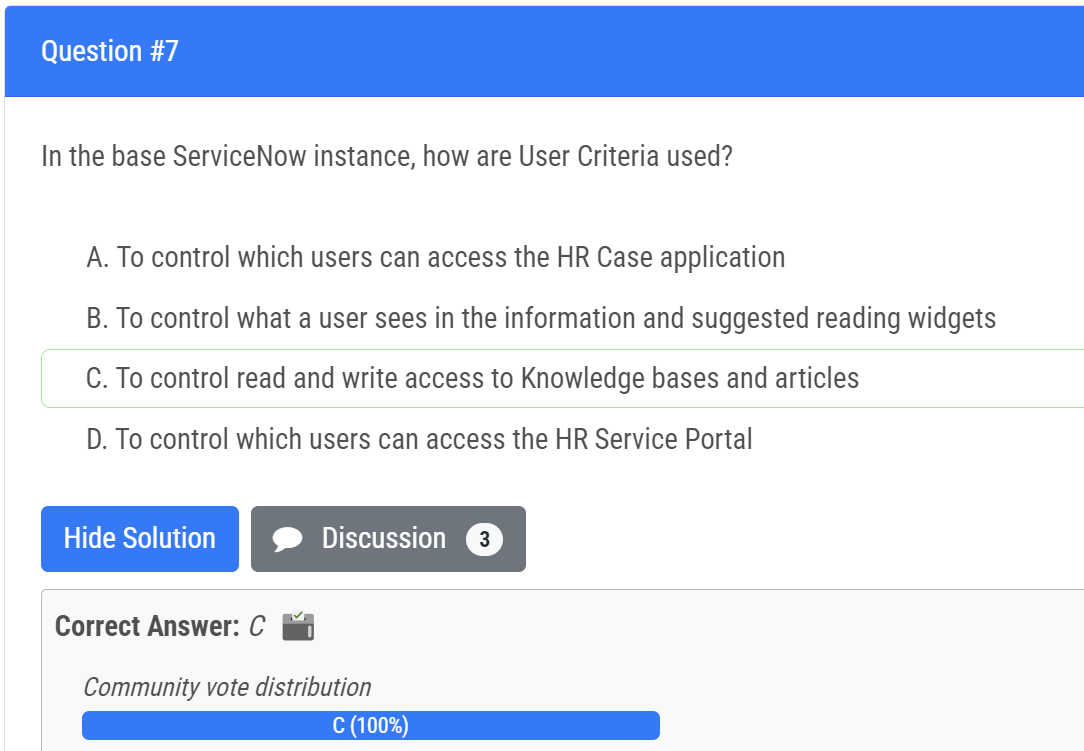 Question #7
In the base ServiceNow instance, how are User Criteria used?
A. To control which users can access the HR Case application
B. To control what a user sees in the information and suggested reading widgets
C. To control read and write access to Knowledge bases and articles
D. To control which users can access the HR Service Portal
Hide Solution
Discussion 3
Correct Answer: C
Community vote distribution
C (100%)